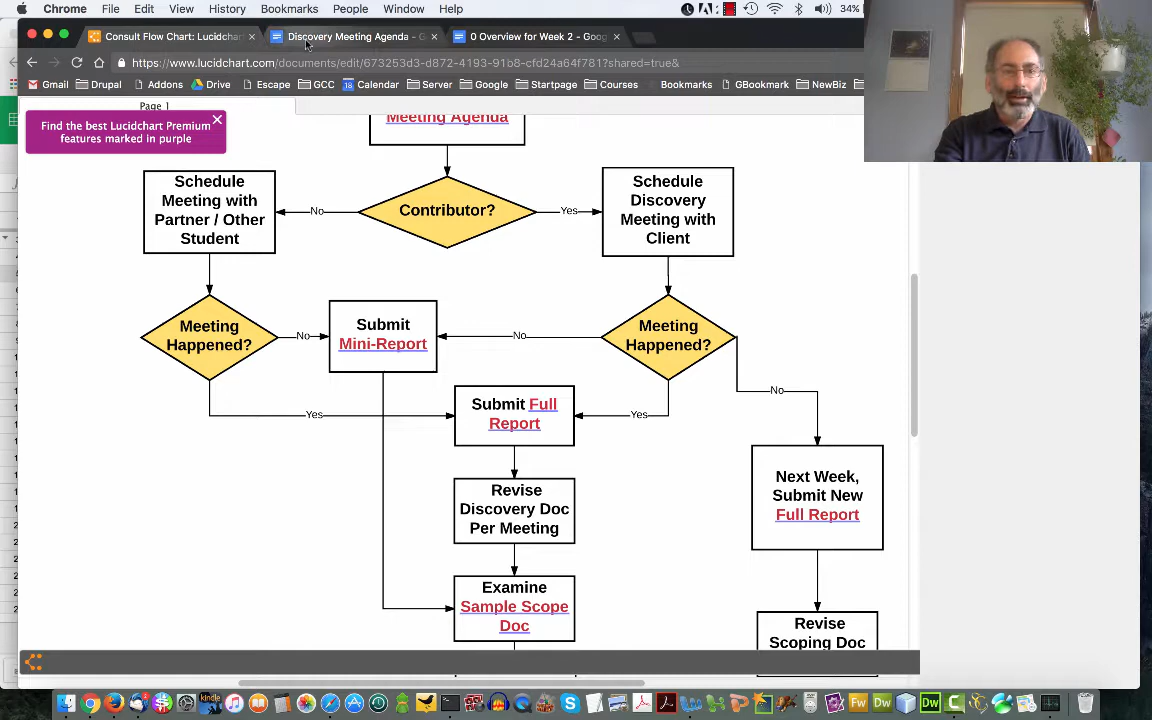 Chrome File Edit View History Bookmarks People Window Help 34%
Consult Flow Chart: Lucidchart Discovery Meeting Agenda - G 0 Overview for Week 2 - Goog
https://www.lucidchart.com/documents/edit/673253d3-d872-4193-91b8-cfd24a64f781?shared=true&
Gmail Drupal Addons Drive Escape GCC 18 Calendar Server Google Startpage Courses Bookmarks GBookmark NewBiz
Page 1
Find the best Lucidchart Premium
features marked in purple
Meeting Agenda
Schedule
Meeting with
Partner / Other
Student
No
Contributor?
Yes
Schedule
Discovery
Meeting with
Client
Meeting
Happened?
No
Submit
Mini-Report
No
Meeting
Happened?
No
Yes
Submit Full
Report
Yes
Revise
Discovery Doc
Per Meeting
Next Week,
Submit New
Full Report
Examine
Sample Scope
Doc
Revise
Scoping Doc